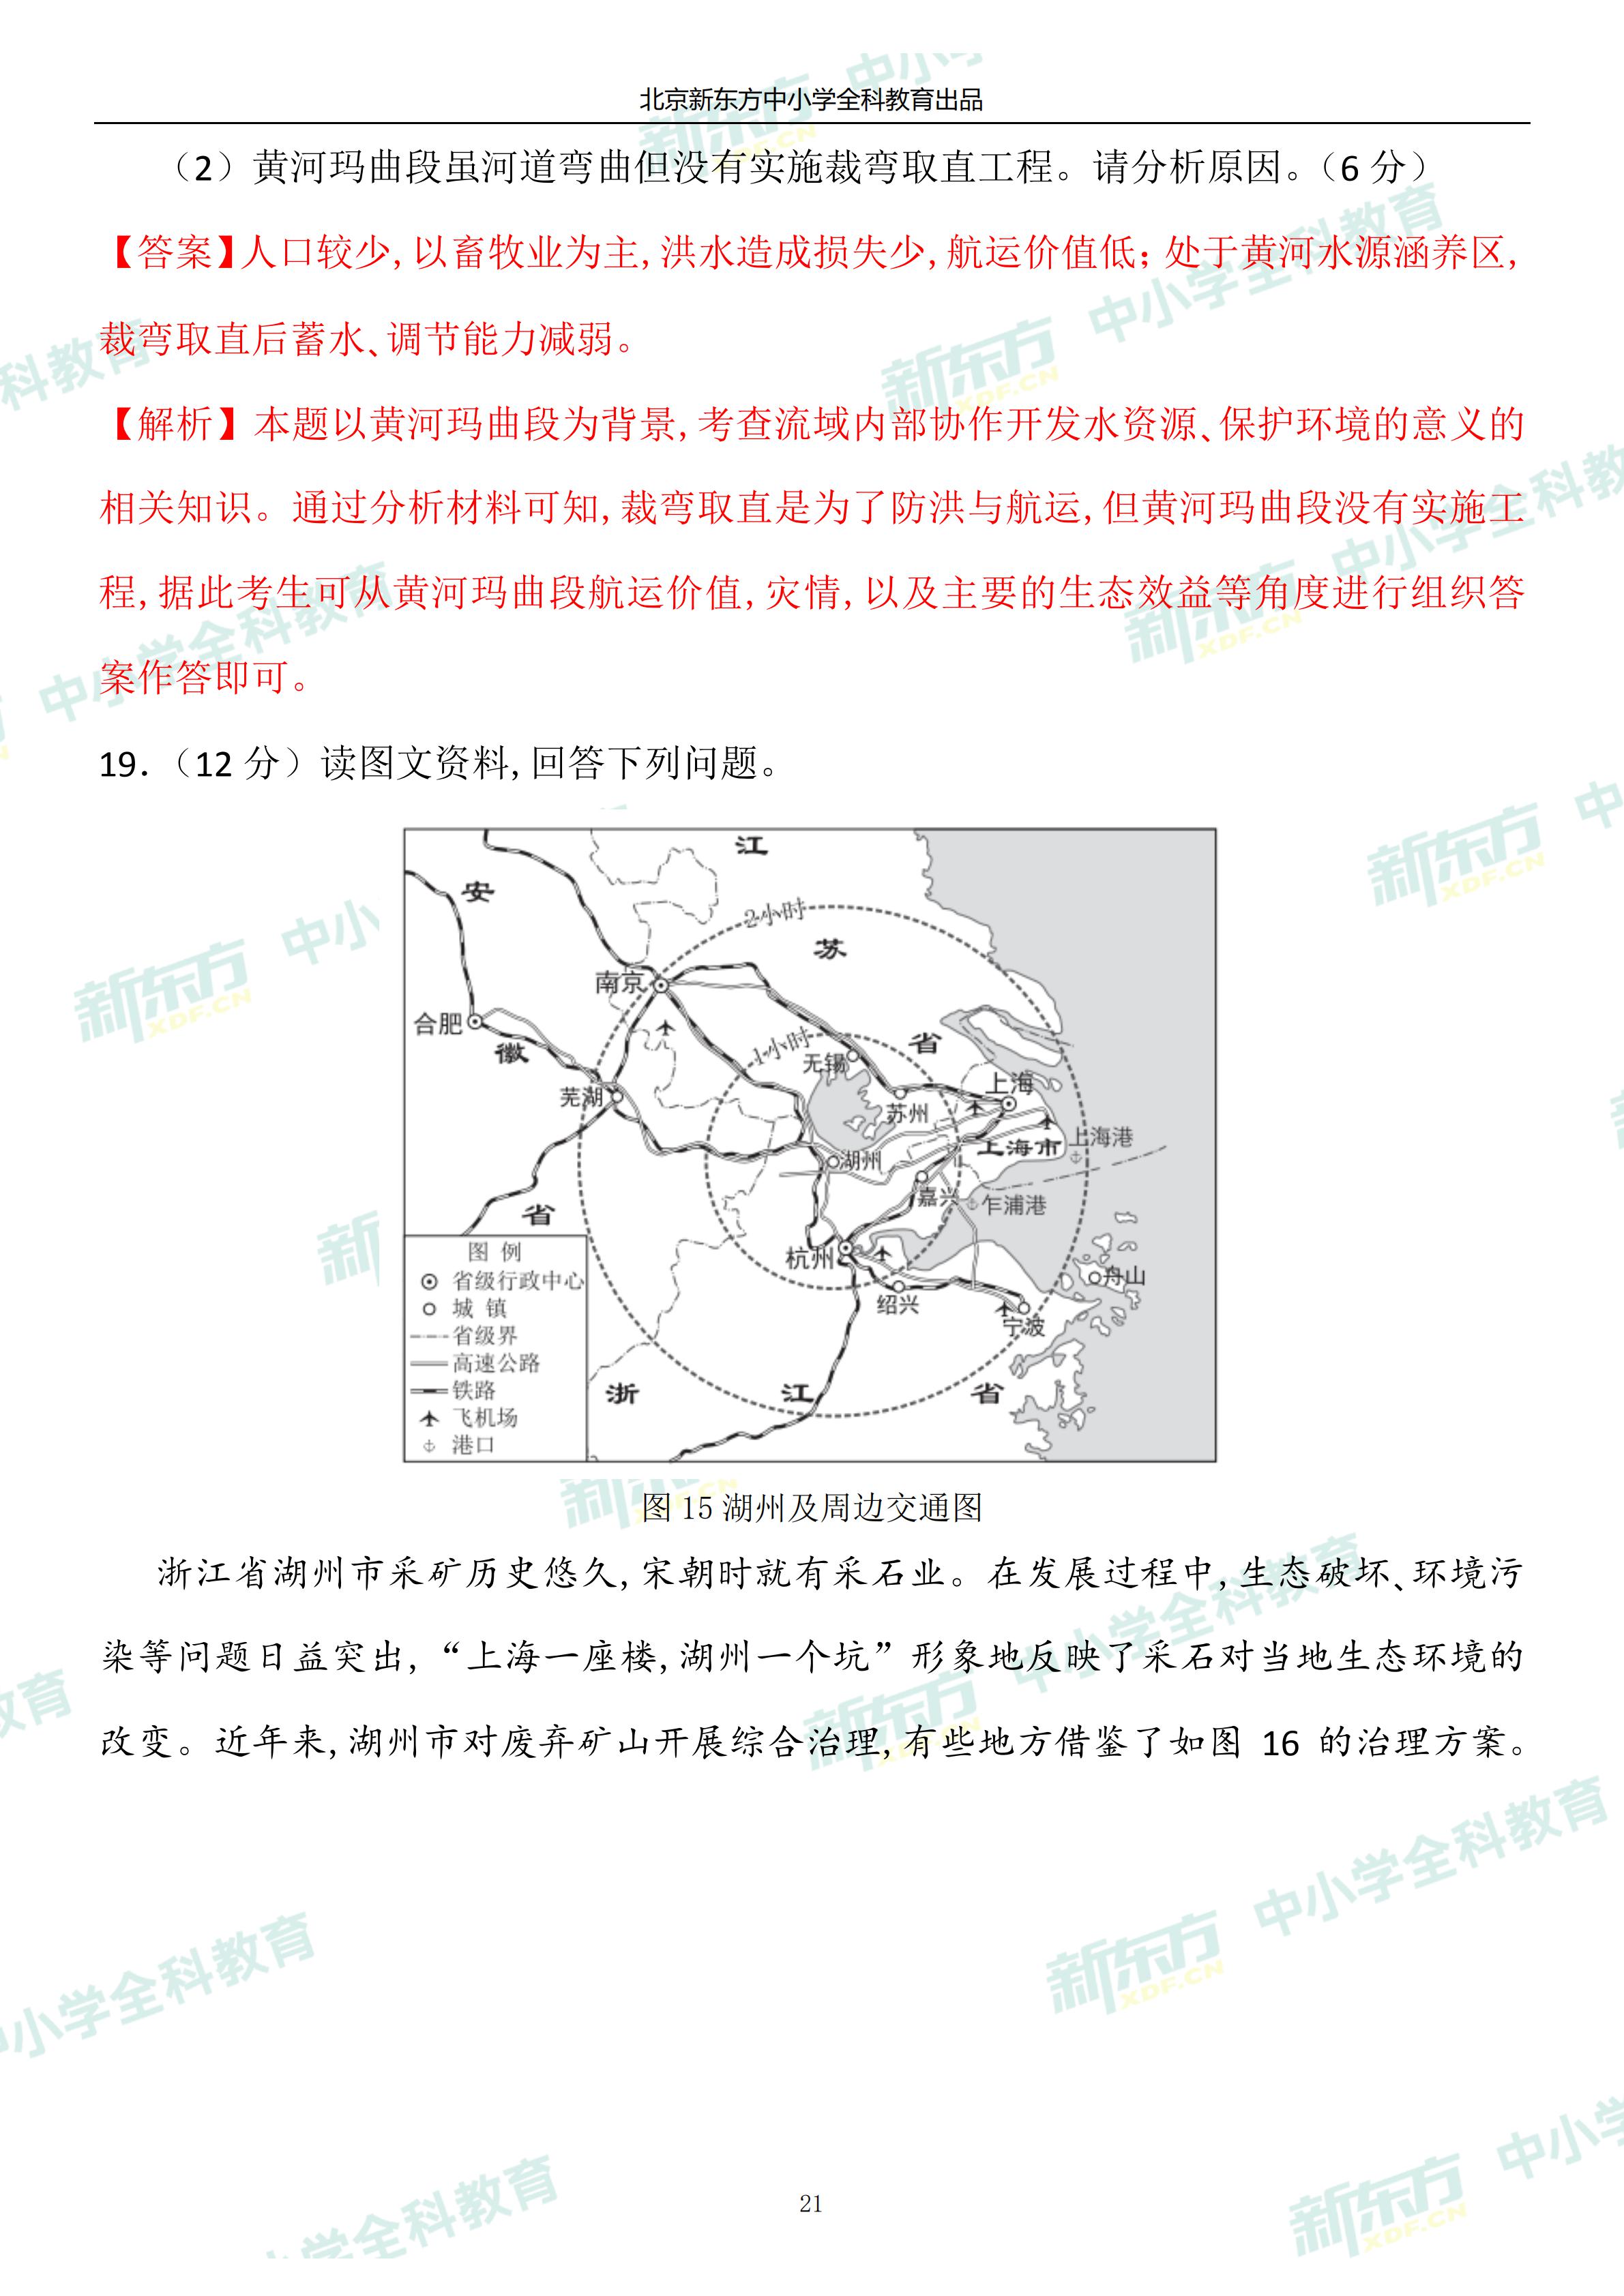 北京新东方中小学全科教育出品
（2）黄河玛曲段虽河道弯曲但没有实施裁弯取直工程。请分析原因。（6 分）
【答案】人口较少,以畜牧业为主,洪水造成损失少,航运价值低;处于黄河水源涵养区,
裁弯取直后蓄水、调节能力减弱。
【解析】本题以黄河玛曲段为背景,考查流域内部协作开发水资源、保护环境的意义的
相关知识。通过分析材料可知,裁弯取直是为了防洪与航运,但黄河玛曲段没有实施工
程,据此考生可从黄河玛曲段航运价值,灾情,以及主要的生态效益等角度进行组织答
案作答即可。
19.（12 分）读图文资料,回答下列问题。
江
安
2小时
苏
南京
合肥
徽
1小时
省
无锡
芜湖
上海
苏州
上海市
上海港
湖州
嘉兴
乍浦港
省
杭州
舟山
绍兴
宁波
浙
江
省
图 例
省级行政中心
城 镇
省级界
高速公路
铁路
飞机场
港口
图 15 湖州及周边交通图
浙江省湖州市采矿历史悠久,宋朝时就有采石业。在发展过程中,生态破坏、环境污
染等问题日益突出,“上海一座楼,湖州一个坑”形象地反映了采石对当地生态环境的
改变。近年来,湖州市对废弃矿山开展综合治理,有些地方借鉴了如图 16 的治理方案。
21
新东方 XDF.CN 中小学全科教育